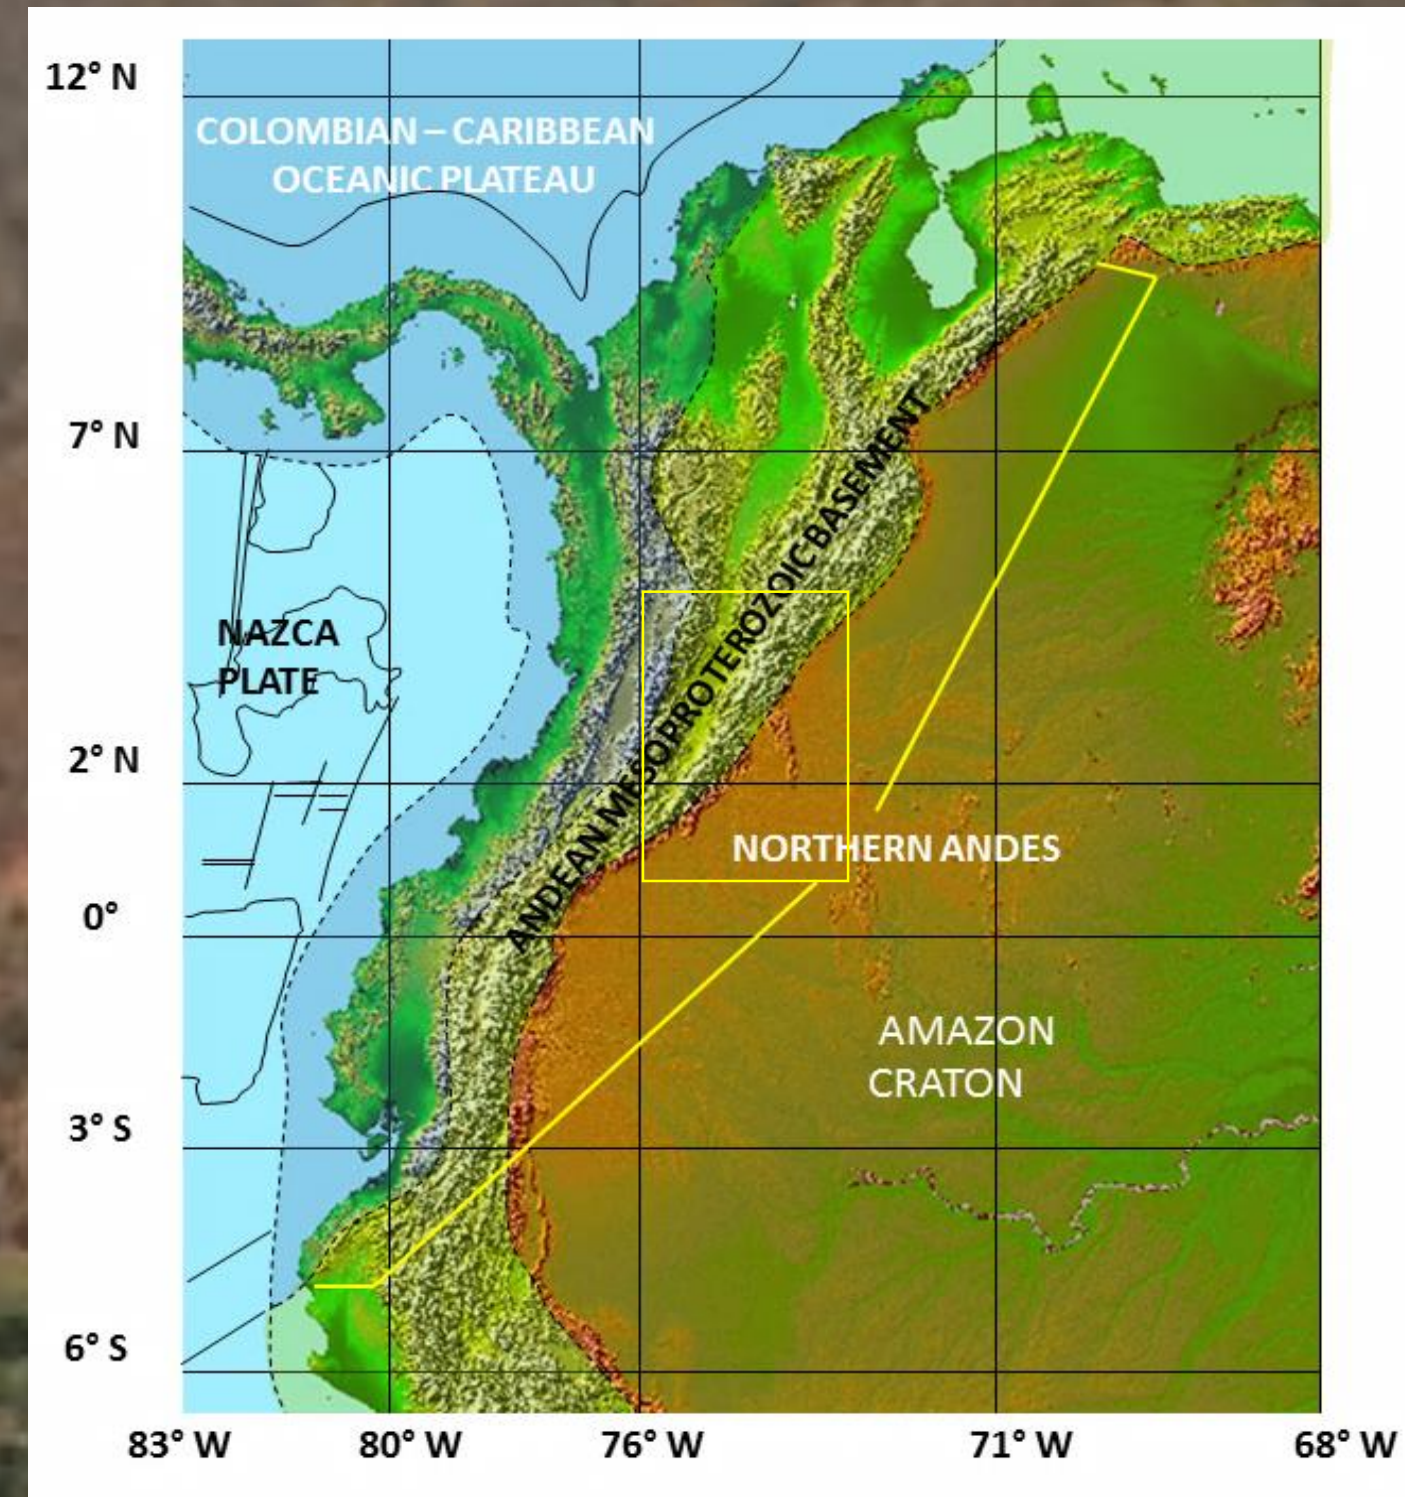 12° N
COLOMBIAN – CARIBBEAN
OCEANIC PLATEAU
7° N
ANDEAN MESOPROTEROZOIC BASEMENT
NAZCA
PLATE
2° N
NORTHERN ANDES
0°
AMAZON
CRATON
3° S
6° S
83° W 80° W 76° W 71° W 68° W